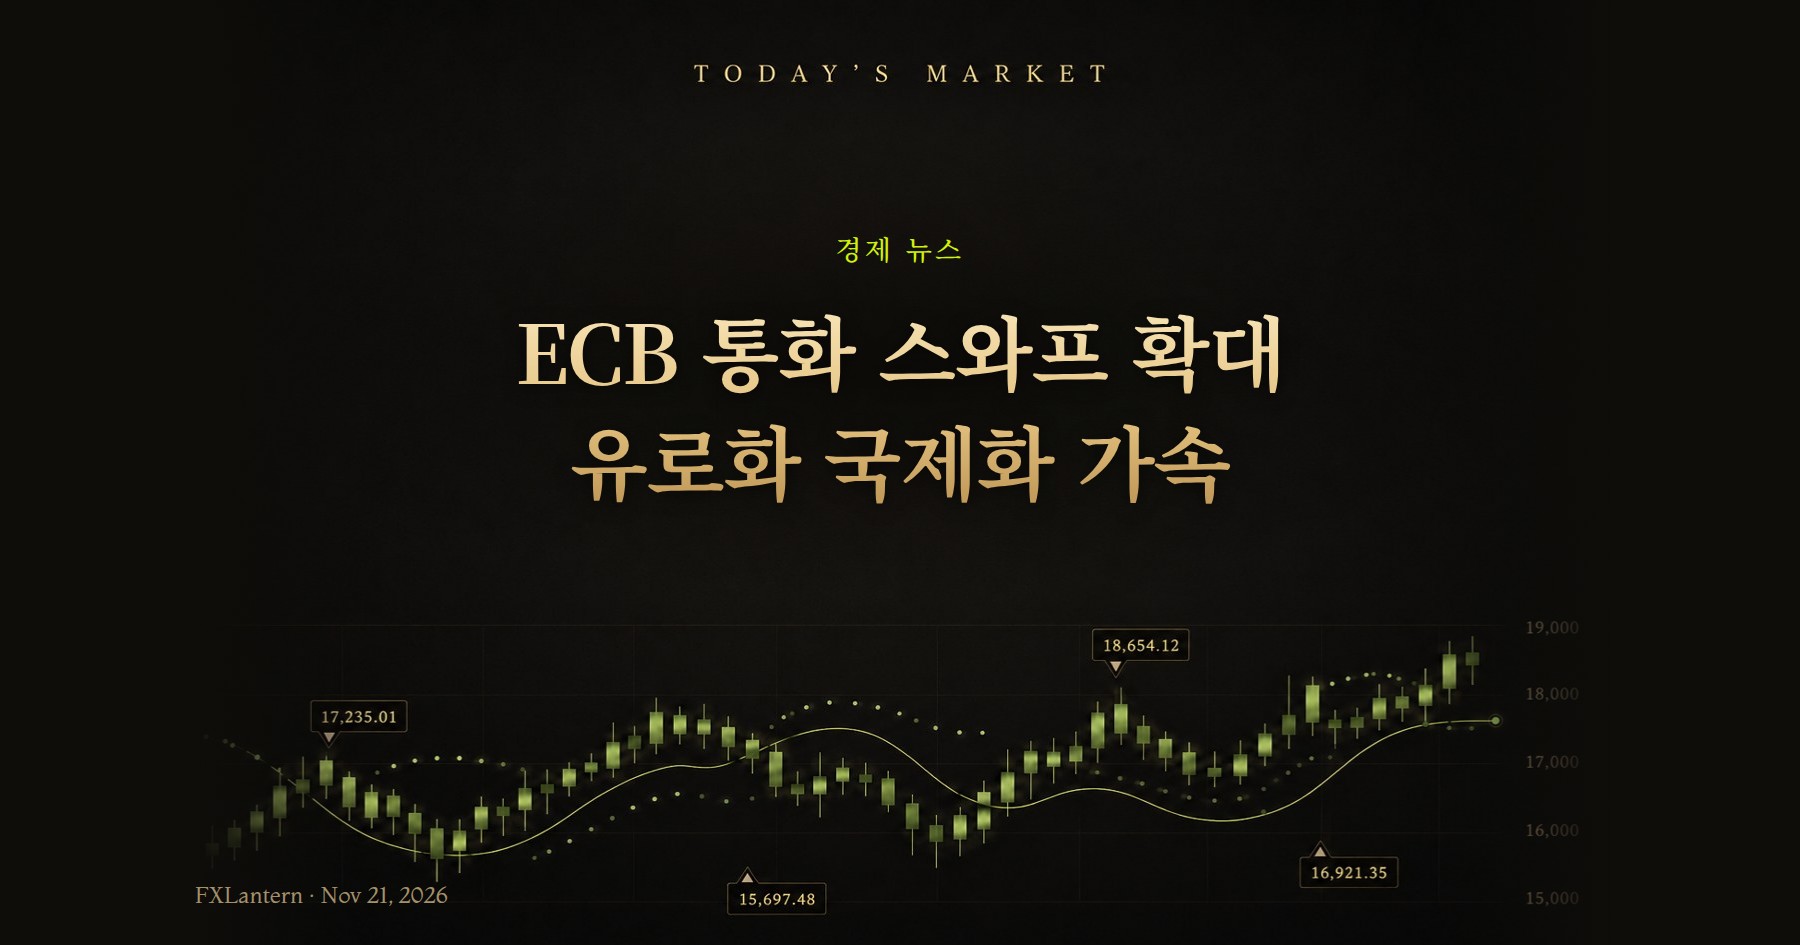 TODAY’S MARKET
경제 뉴스
ECB 통화 스와프 확대
유로화 국제화 가속
19,000
18,654.12
18,000
17,235.01
17,000
16,000
16,921.35
FXLantern · Nov 21, 2026
15,697.48
15,000